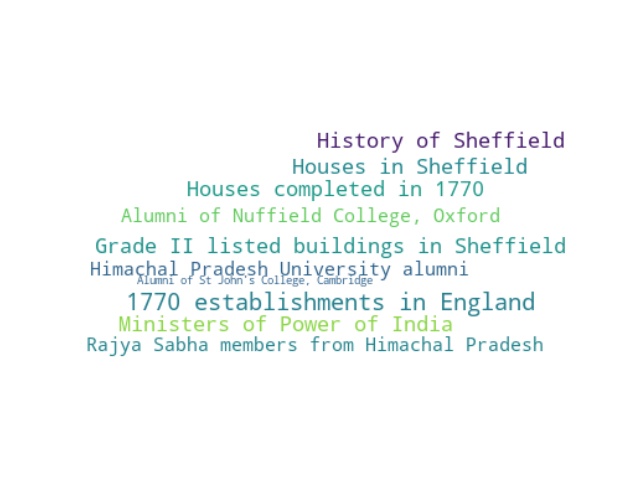 History of Sheffield
Houses in Sheffield
Houses completed in 1770
Alumni of Nuffield College, Oxford
Grade II listed buildings in Sheffield
Himachal Pradesh University alumni
Alumni of St John's College, Cambridge
1770 establishments in England
Ministers of Power of India
Rajya Sabha members from Himachal Pradesh